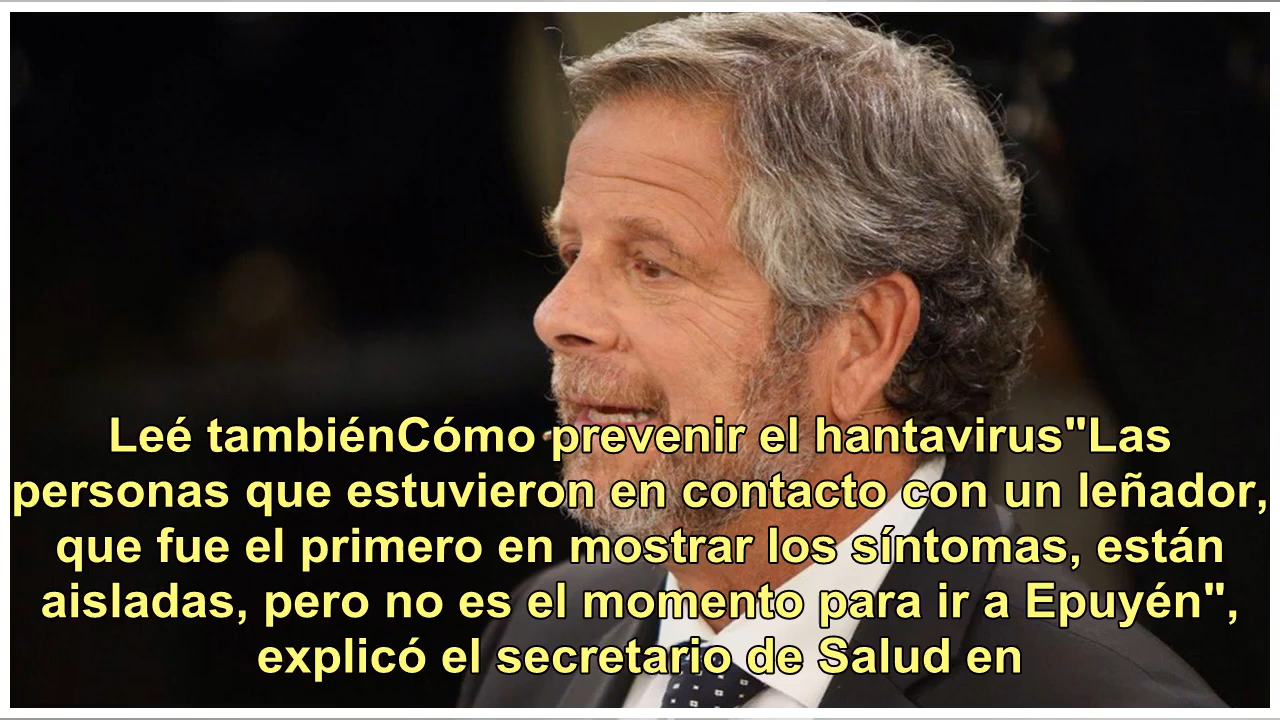 Leé tambiénCómo prevenir el hantavirus"Las
personas que estuvieron en contacto con un leñador,
que fue el primero en mostrar los síntomas, están
aisladas, pero no es el momento para ir a Epuyén",
explicó el secretario de Salud en